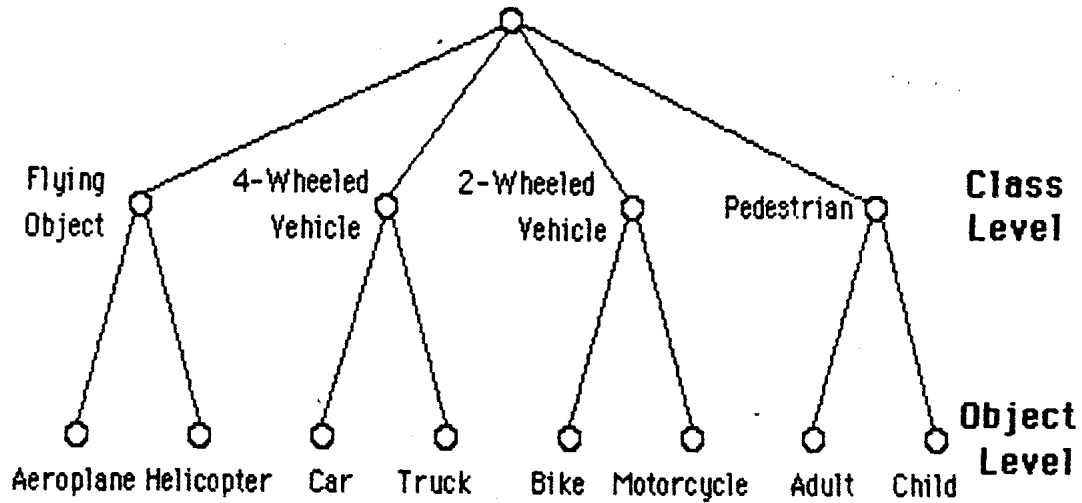 Flying
Object
4-Wheeled
Vehicle
2-Wheeled
Vehicle
Pedestrian
Class
Level
Aeroplane
Helicopter
Car
Truck
Bike
Motorcycle
Adult
Child
Object
Level